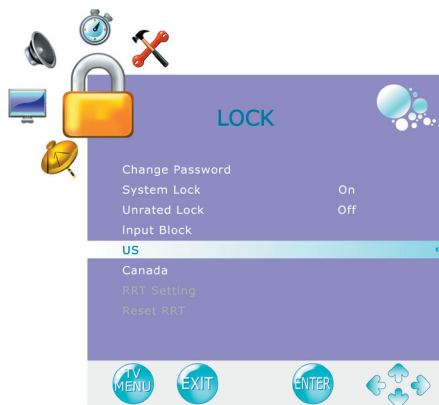 LOCK
Change Password
System Lock On
Unrated Lock Off
Input Block
US
Canada
RRT Setting
Reset RRT
TV MENU EXIT ENTER